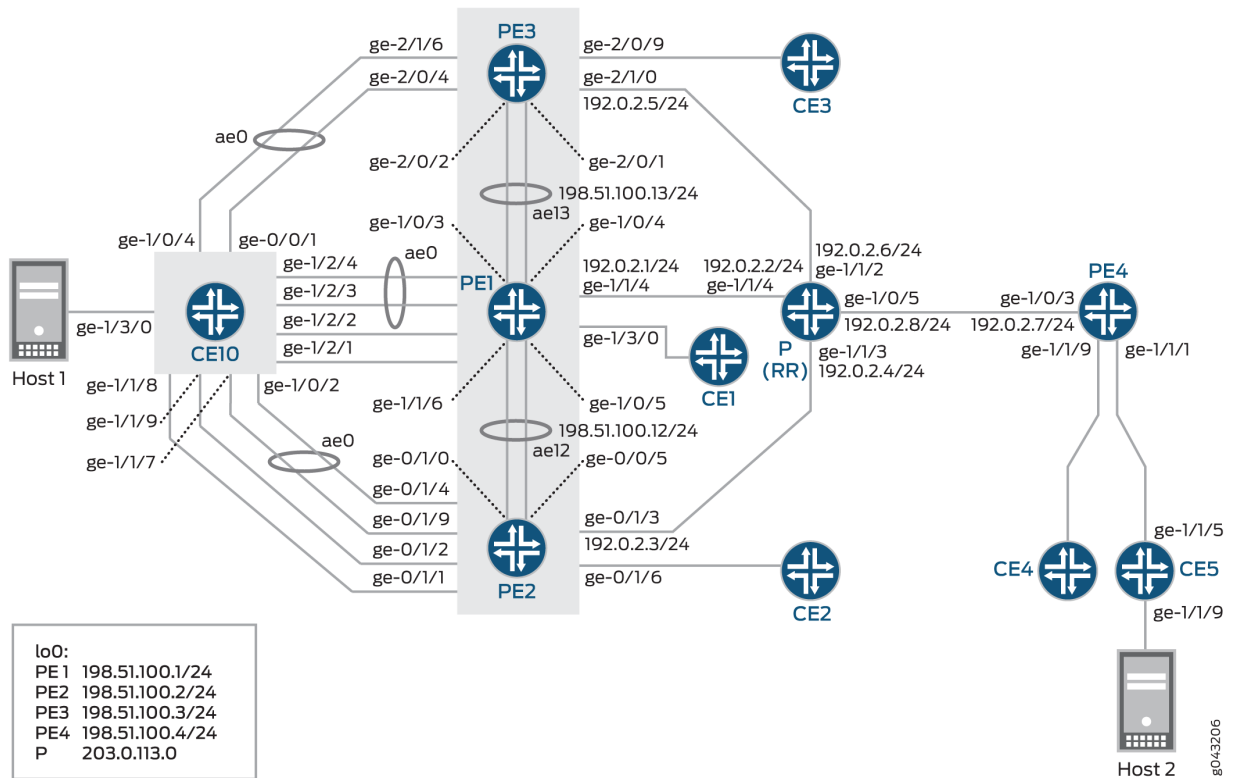 PE3
ge-2/1/6
ge-2/0/9
ge-2/0/4
ge-2/1/0
192.0.2.5/24
CE3
ae0
ge-2/0/2
ge-2/0/1
198.51.100.13/24
ae13
ge-1/0/3
ge-1/0/4
ge-1/0/4
ge-0/0/1
ae0
ge-1/2/4
192.0.2.6/24
ge-1/1/2
192.0.2.1/24
192.0.2.2/24
ge-1/2/3
PE1
ge-1/1/4
ge-1/1/4
PE4
ge-1/0/5
ge-1/0/3
ge-1/3/0
ge-1/2/2
192.0.2.8/24
192.0.2.7/24
ge-1/3/0
CE10
ge-1/2/1
P
(RR)
ge-1/1/3
192.0.2.4/24
ge-1/1/9
ge-1/1/1
Host 1
ge-1/1/8
ge-1/0/2
CE1
ge-1/1/9
ge-1/1/6
ge-1/0/5
ae0
198.51.100.12/24
ae12
ge-1/1/7
ge-0/1/0
ge-0/0/5
ge-0/1/4
ge-0/1/9
ge-0/1/3
192.0.2.3/24
ge-0/1/2
ge-0/1/1
PE2
ge-0/1/6
CE2
ge-1/1/5
CE4
CE5
ge-1/1/9
lo0:
PE 1 198.51.100.1/24
PE2 198.51.100.2/24
PE3 198.51.100.3/24
PE4 198.51.100.4/24
P 203.0.113.0
Host 2
g043206